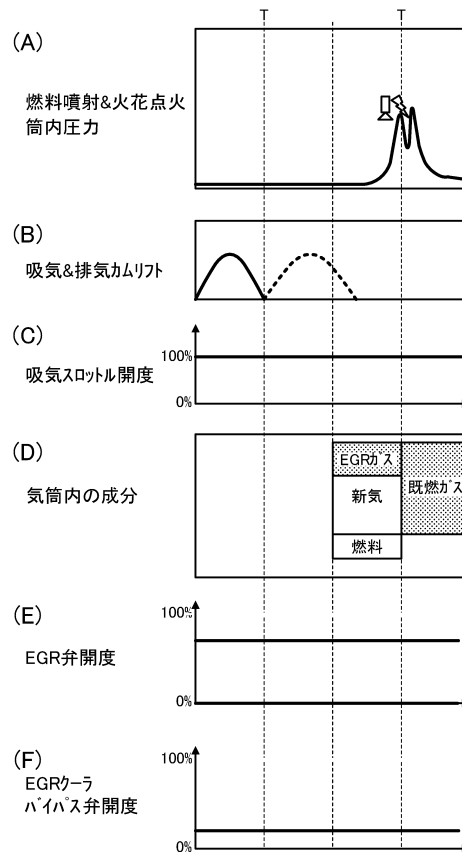 T
T
(A)
燃料噴射&火花点火
筒内圧力
(B)
吸気&排気カムリフト
(C)
100%
吸気スロットル開度
0%
(D)
EGRガス
既燃ガス
新気
気筒内の成分
燃料
(E)
100%
EGR弁開度
0%
(F)
100%
EGRクーラ
バイパス弁開度
0%